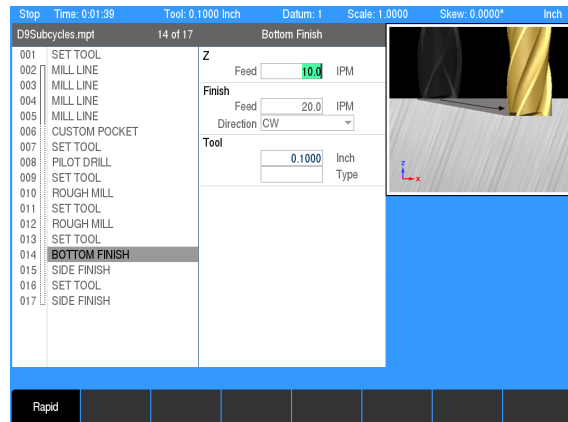 Stop Time: 0:01:39 Tool: 0.1000 Inch Datum: 1 Scale: 1.0000 Skew: 0.0000° Inch
D9Subcycles.mpt 14 of 17 Bottom Finish
001 SET TOOL
002 MILL LINE
003 MILL LINE
004 MILL LINE
005 MILL LINE
006 CUSTOM POCKET
007 SET TOOL
008 PILOT DRILL
009 SET TOOL
010 ROUGH MILL
011 SET TOOL
012 ROUGH MILL
013 SET TOOL
014 BOTTOM FINISH
015 SIDE FINISH
016 SET TOOL
017 SIDE FINISH
Z
Feed 10.0 IPM
Finish
Feed 20.0 IPM
Direction CW
Tool
0.1000 Inch
Type
z
x
Rapid